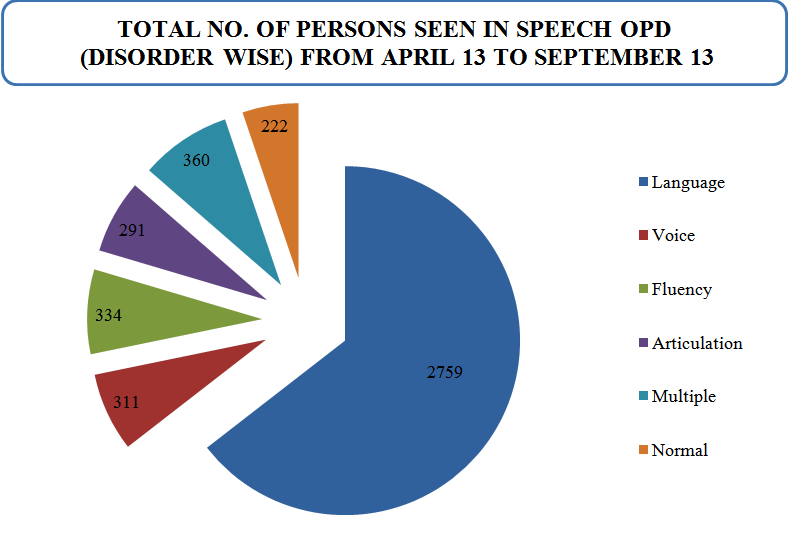 TOTAL NO. OF PERSONS SEEN IN SPEECH OPD
(DISORDER WISE) FROM APRIL 13 TO SEPTEMBER 13
222
360
291
334
311
2759
Language
Voice
Fluency
Articulation
Multiple
Normal